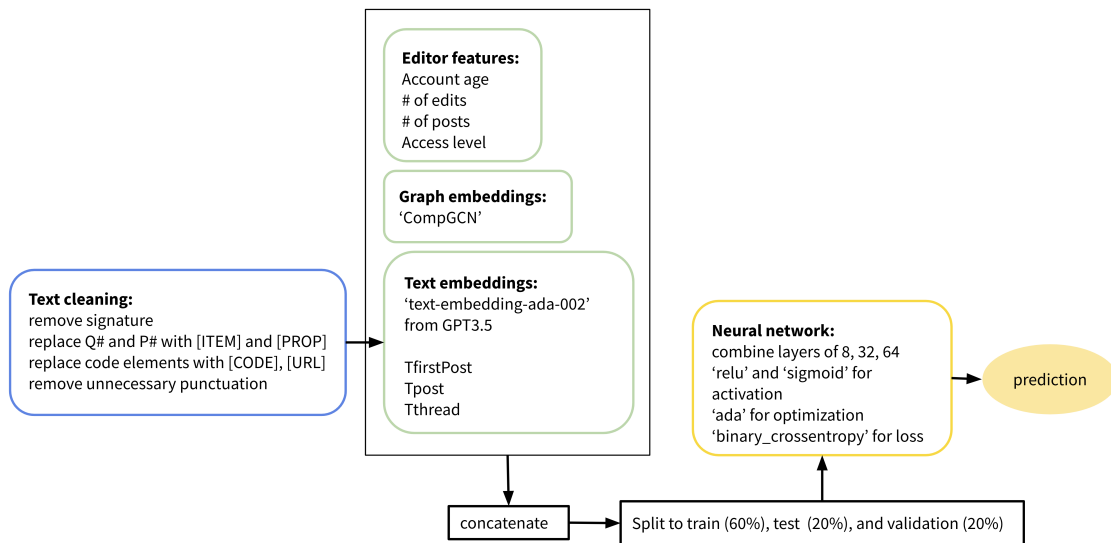 Editor features:
Account age
# of edits
# of posts
Access level
Graph embeddings:
‘CompGCN’
Text embeddings:
‘text-embedding-ada-002’
from GPT3.5
TfirstPost
Tpost
Tthread
Text cleaning:
remove signature
replace Q# and P# with [ITEM] and [PROP]
replace code elements with [CODE], [URL]
remove unnecessary punctuation
concatenate
Split to train (60%), test (20%), and validation (20%)
Neural network:
combine layers of 8, 32, 64
‘relu’ and ‘sigmoid’ for
activation
‘ada’ for optimization
‘binary_crossentropy’ for loss
prediction